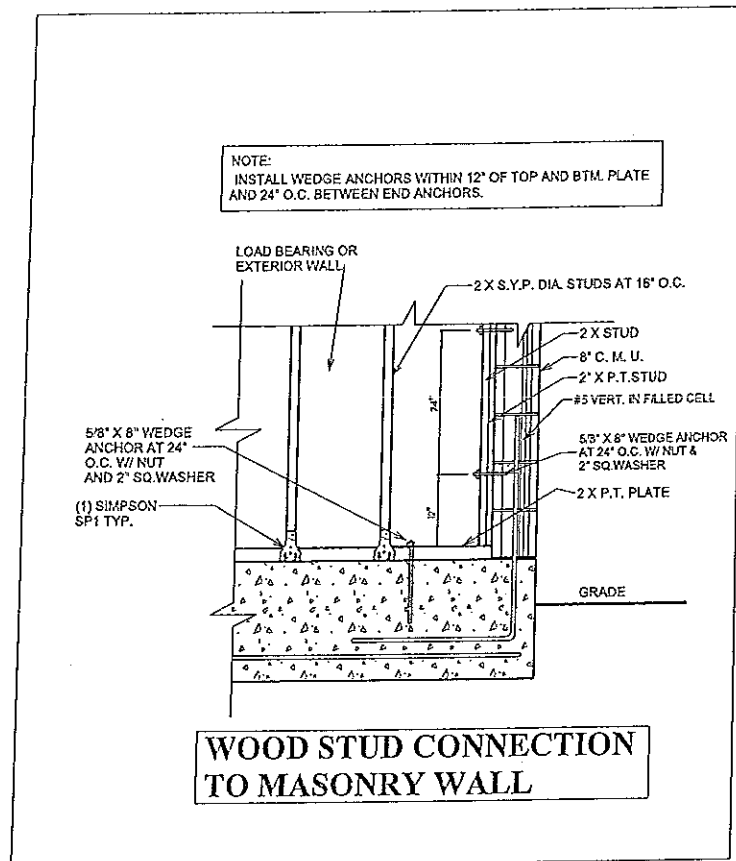 NOTE:
INSTALL WEDGE ANCHORS WITHIN 12" OF TOP AND BTM. PLATE
AND 24" O.C. BETWEEN END ANCHORS.
LOAD BEARING OR
EXTERIOR WALL
2 X S.Y.P. DIA. STUDS AT 16" O.C.
2 X STUD
8" C. M. U.
2" X P.T.STUD
#5 VERT. IN FILLED CELL
24"
5/8" X 8" WEDGE
ANCHOR AT 24"
O.C. W/ NUT
AND 2" SQ.WASHER
5/8" X 8" WEDGE ANCHOR
AT 24" O.C. W/ NUT &
2" SQ.WASHER
(1) SIMPSON
SP1 TYP.
12"
2 X P.T. PLATE
GRADE
WOOD STUD CONNECTION
TO MASONRY WALL